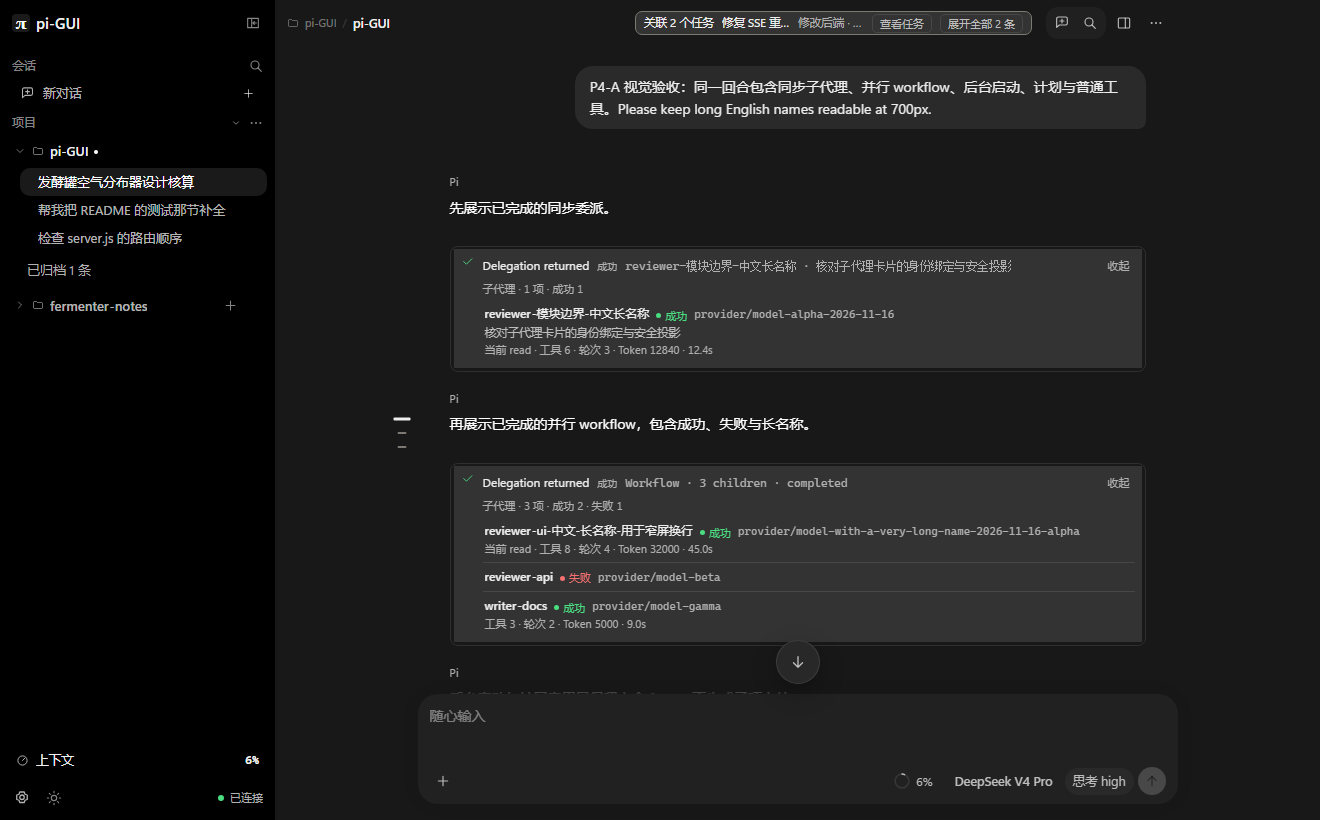 π pi-GUI
会话
新对话
项目
pi-GUI
发酵罐空气分布器设计核算
帮我把 README 的测试那节补全
检查 server.js 的路由顺序
已归档 1 条
fermenter-notes
上下文 6%
已连接
pi-GUI / pi-GUI
关联 2 个任务 修复 SSE 重... 修改后端 · ... 查看任务 展开全部 2 条
P4-A 视觉验收：同一回合包含同步子代理、并行 workflow、后台启动、计划与普通工
具。Please keep long English names readable at 700px.
Pi
先展示已完成的同步委派。
Delegation returned 成功 reviewer-模块边界-中文长名称 · 核对子代理卡片的身份绑定与安全投影 收起
子代理 · 1 项 · 成功 1
reviewer-模块边界-中文长名称 成功 provider/model-alpha-2026-11-16
核对子代理卡片的身份绑定与安全投影
当前 read · 工具 6 · 轮次 3 · Token 12840 · 12.4s
Pi
再展示已完成的并行 workflow，包含成功、失败与长名称。
Delegation returned 成功 Workflow · 3 children · completed 收起
子代理 · 3 项 · 成功 2 · 失败 1
reviewer-ui-中文-长名称-用于窄屏换行 成功 provider/model-with-a-very-long-name-2026-11-16-alpha
当前 read · 工具 8 · 轮次 4 · Token 32000 · 45.0s
reviewer-api 失败 provider/model-beta
writer-docs 成功 provider/model-gamma
工具 3 · 轮次 2 · Token 5000 · 9.0s
Pi
随心输入
6% DeepSeek V4 Pro 思考 high